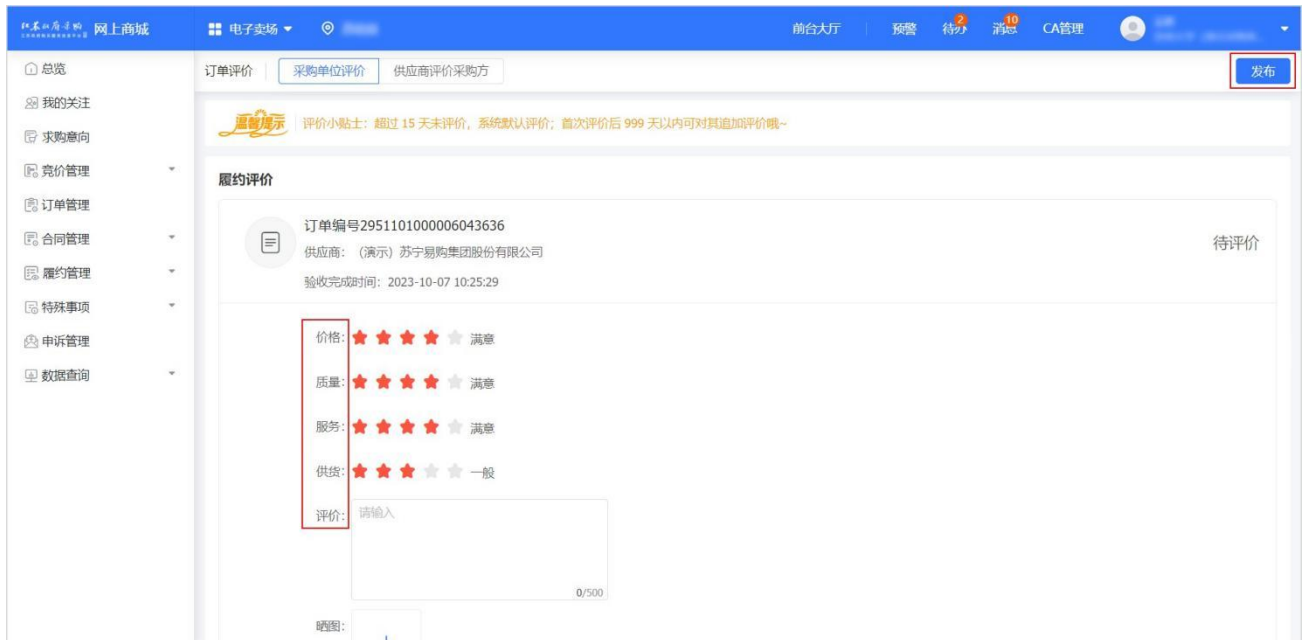 网上商城
电子卖场
前台大厅
预警
待办
2
消息
10
CA管理
总览
我的关注
求购意向
竞价管理
订单管理
合同管理
履约管理
特殊事项
申诉管理
数据查询
订单评价
采购单位评价
供应商评价采购方
发布
温馨提示
评价小贴士：超过 15 天未评价，系统默认评价；首次评价后 999 天以内可对其追加评价哦~
履约评价
订单编号2951101000006043636
供应商：（演示）苏宁易购集团股份有限公司
验收完成时间：2023-10-07 10:25:29
待评价
价格：满意
质量：满意
服务：满意
供货：一般
评价：请输入
0/500
晒图：